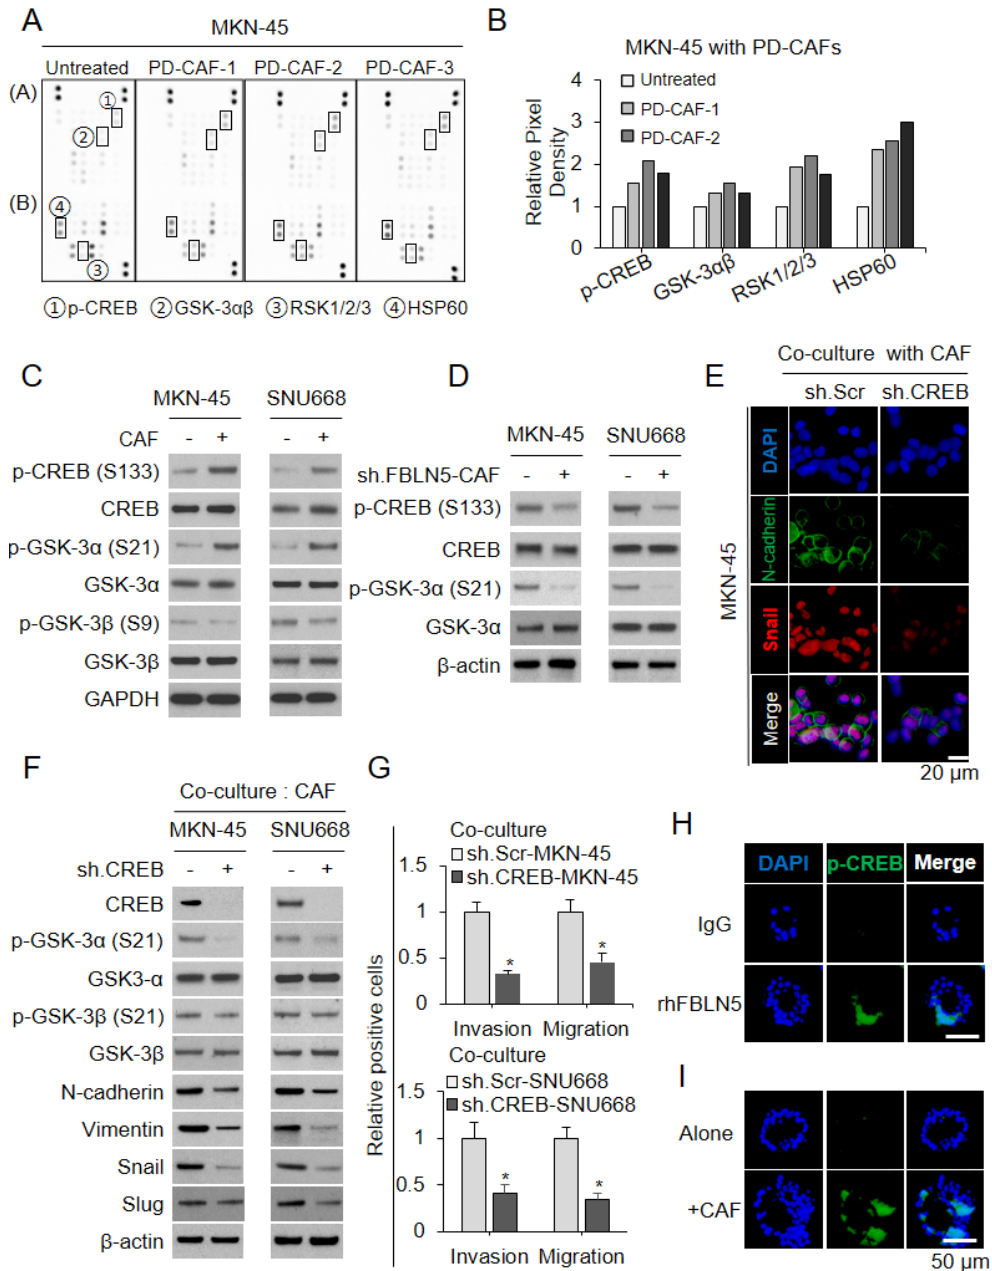 A
MKN-45
Untreated PD-CAF-1 PD-CAF-2 PD-CAF-3
(A)
①
②
(B)
④
③
①p-CREB ②GSK-3αβ ③RSK1/2/3 ④HSP60
B
MKN-45 with PD-CAFs
Relative Pixel
Density
4
3
2
1
0
Untreated
PD-CAF-1
PD-CAF-2
p-CREB GSK-3αβ RSK1/2/3 HSP60
C
MKN-45 SNU668
CAF - + - +
p-CREB (S133)
CREB
p-GSK-3α (S21)
GSK-3α
p-GSK-3β (S9)
GSK-3β
GAPDH
D
MKN-45 SNU668
sh.FBLN5-CAF - + - +
p-CREB (S133)
CREB
p-GSK-3α (S21)
GSK-3α
β-actin
E
Co-culture with CAF
sh.Scr sh.CREB
MKN-45
DAPI
N-cadherin
Snail
Merge
20 µm
F
Co-culture : CAF
MKN-45 SNU668
sh.CREB - + - +
CREB
p-GSK-3α (S21)
GSK3-α
p-GSK-3β (S21)
GSK-3β
N-cadherin
Vimentin
Snail
Slug
β-actin
G
Relative positive cells
Co-culture
sh.Scr-MKN-45
sh.CREB-MKN-45
1.5
1
0.5
0
* *
Invasion Migration
Co-culture
sh.Scr-SNU668
sh.CREB-SNU668
1.5
1
0.5
0
* *
Invasion Migration
H
DAPI p-CREB Merge
IgG
rhFBLN5
I
Alone
+CAF
50 µm